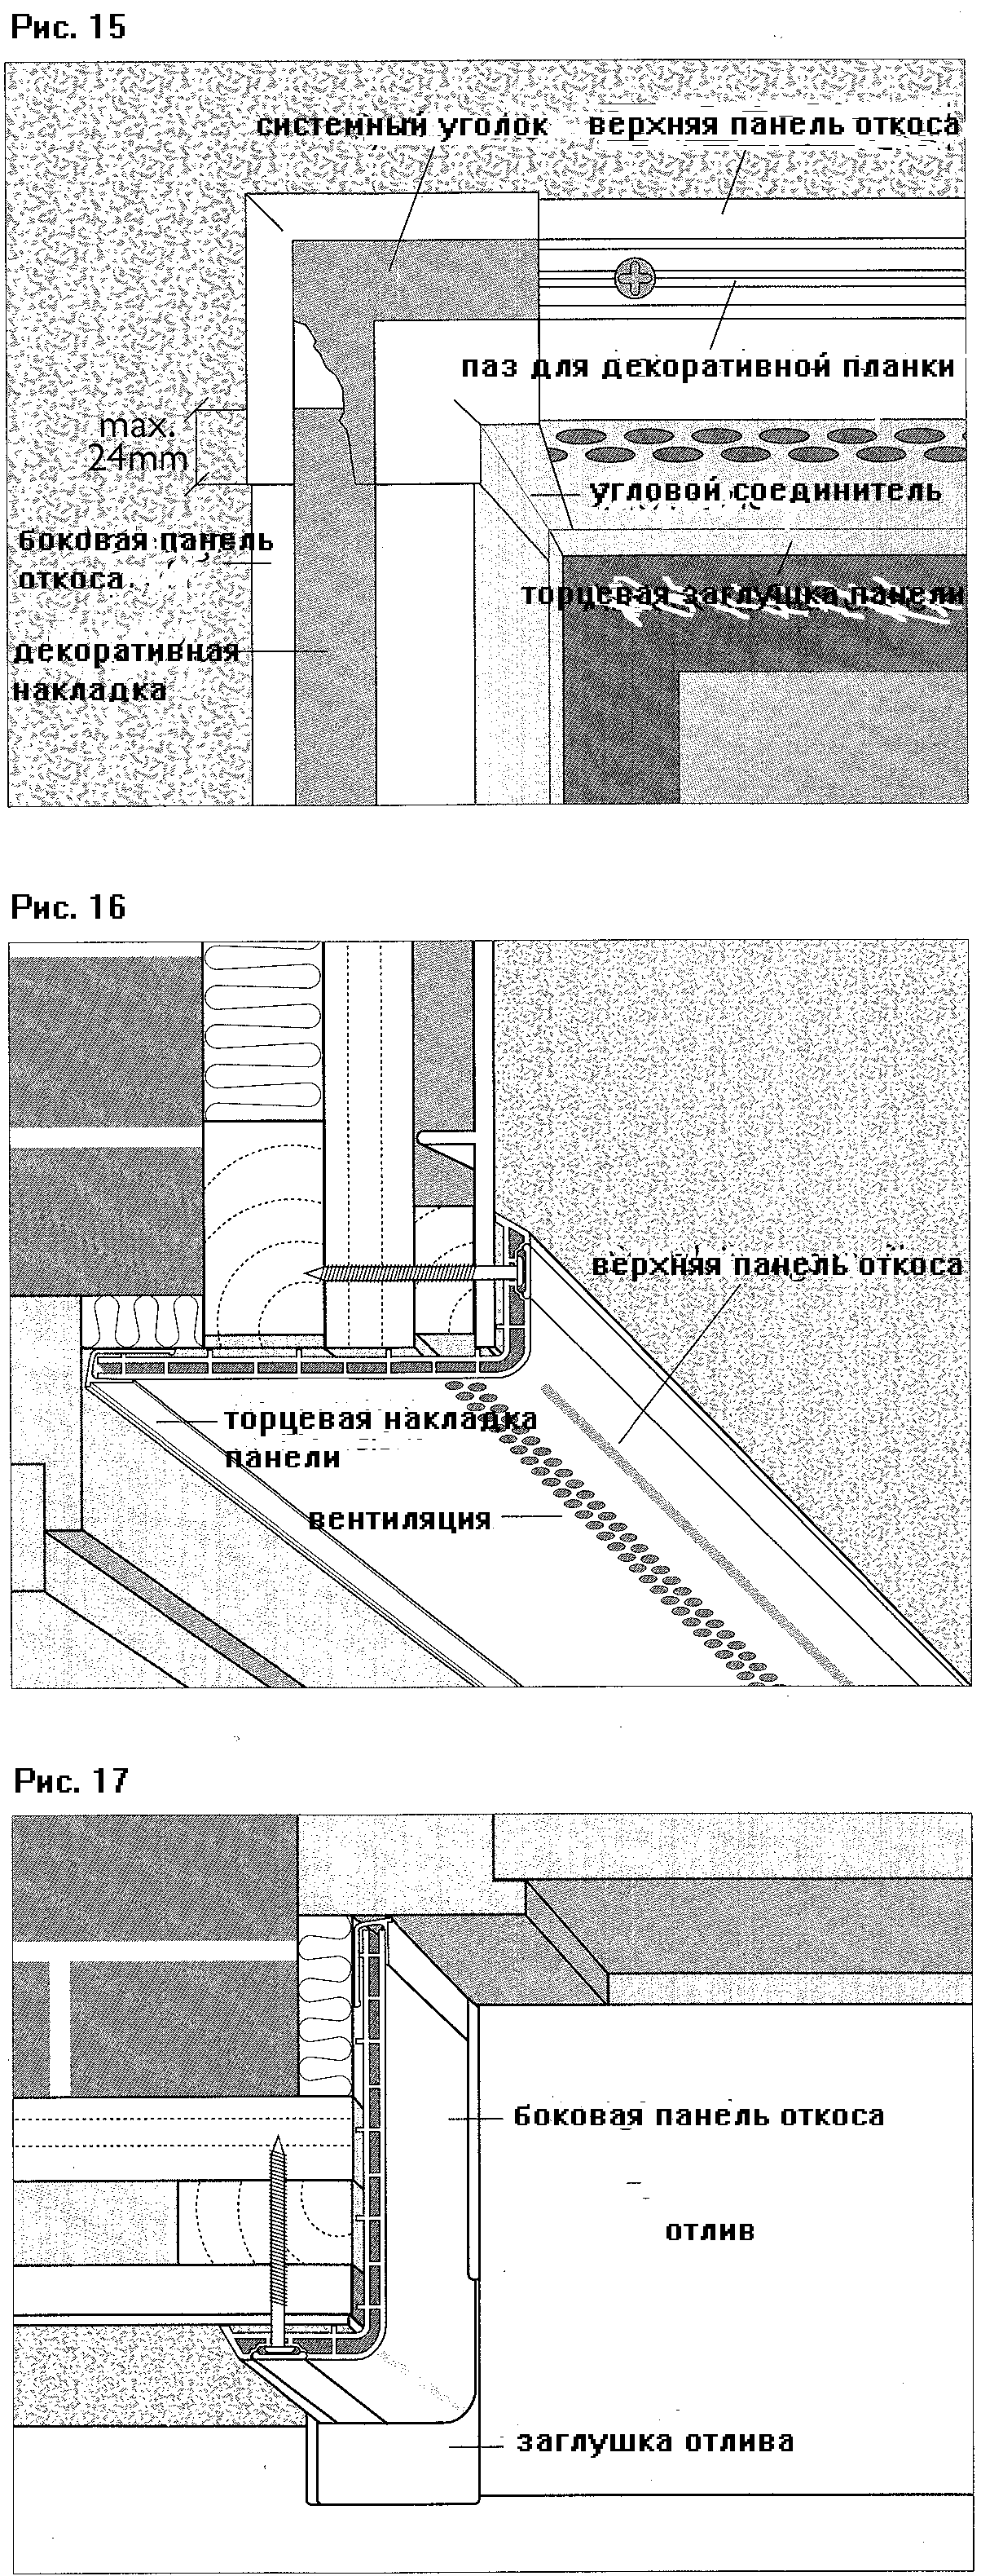 Рис. 15
системный уголок
верхняя панель откоса
паз для декоративной планки
max.
24mm
угловой соединитель
боковая панель
откоса
торцевая заглушка панели
декоративная
накладка
Рис. 16
верхняя панель откоса
торцевая накладка
панели
вентиляция
Рис. 17
боковая панель откоса
отлив
заглушка отлива